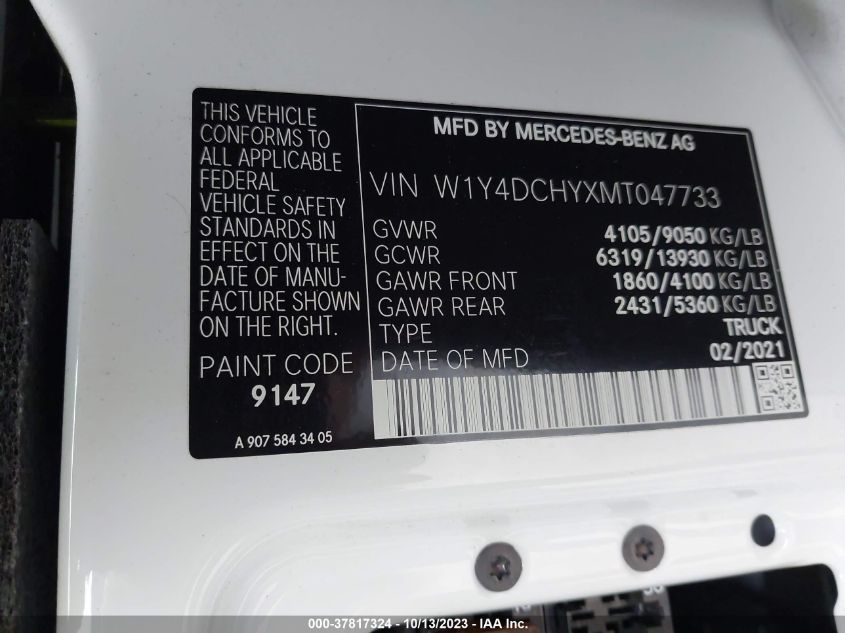 THIS VEHICLE
CONFORMS TO
ALL APPLICABLE
FEDERAL
VEHICLE SAFETY
STANDARDS IN
EFFECT ON THE
DATE OF MANU-
FACTURE SHOWN
ON THE RIGHT.
PAINT CODE
9147
A 907 584 34 05
MFD BY MERCEDES-BENZ AG
VIN W1Y4DCHYXMT047733
GVWR 4105/9050 KG/LB
GCWR 6319/13930 KG/LB
GAWR FRONT 1860/4100 KG/LB
GAWR REAR 2431/5360 KG/LB
TYPE TRUCK
DATE OF MFD 02/2021
000-37817324 - 10/13/2023 - IAA Inc.